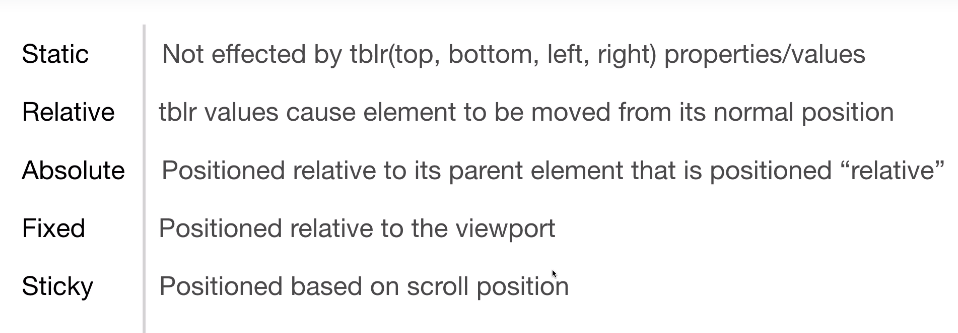 Static Not effected by tblr(top, bottom, left, right) properties/values
Relative tblr values cause element to be moved from its normal position
Absolute Positioned relative to its parent element that is positioned “relative”
Fixed Positioned relative to the viewport
Sticky Positioned based on scroll position